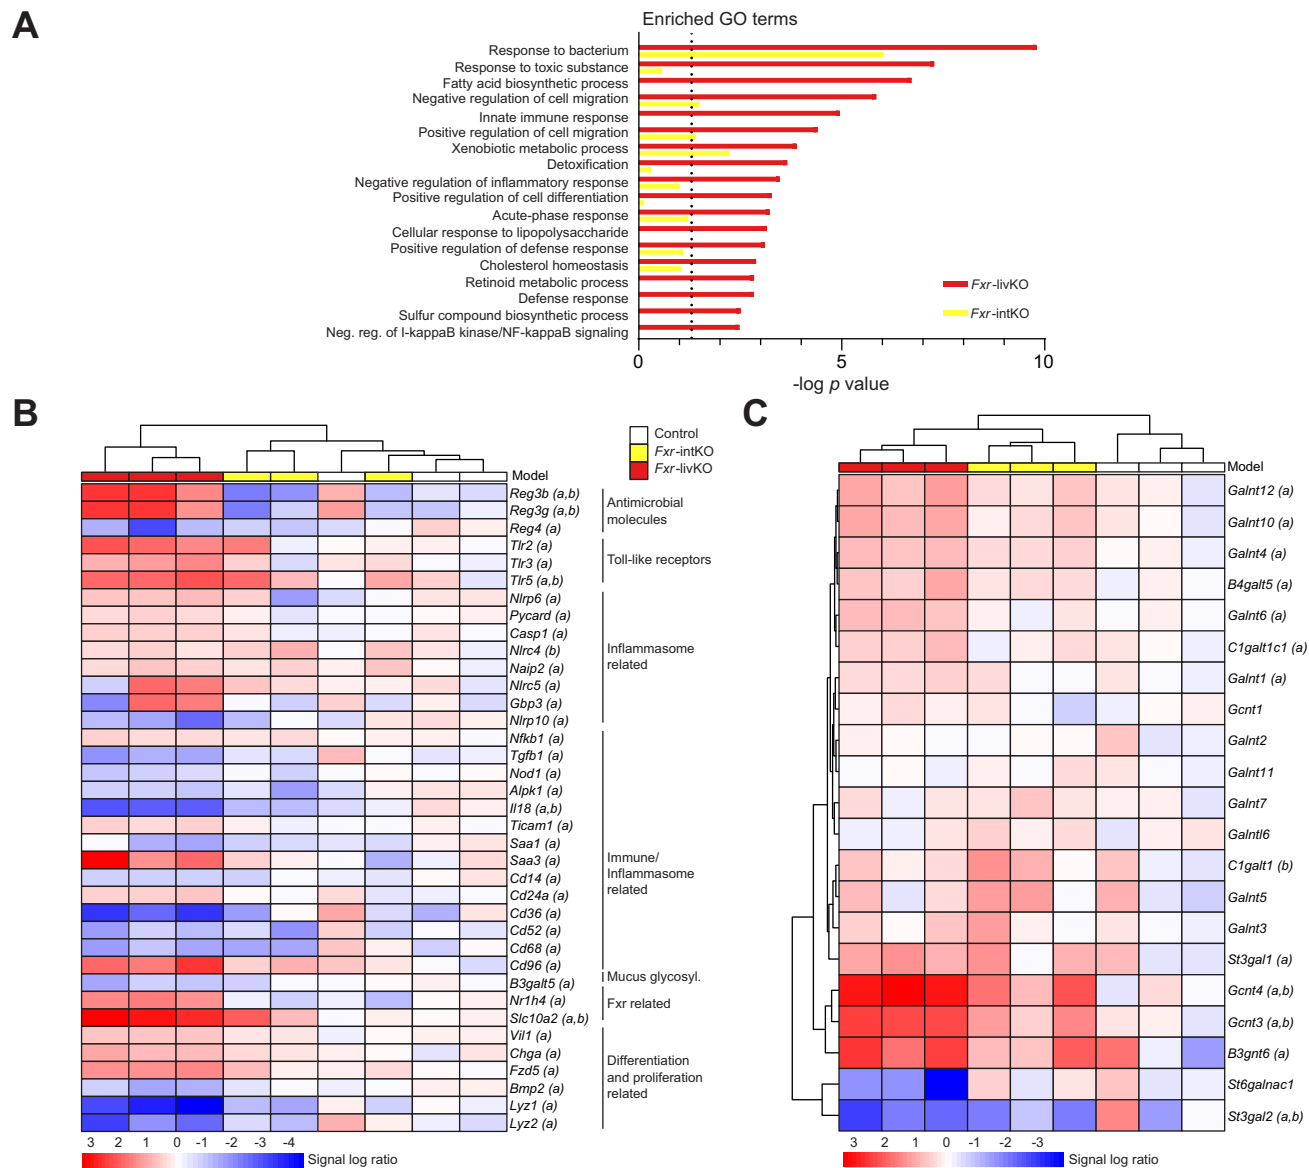 A
Enriched GO terms
Response to bacterium
Response to toxic substance
Fatty acid biosynthetic process
Negative regulation of cell migration
Innate immune response
Positive regulation of cell migration
Xenobiotic metabolic process
Detoxification
Negative regulation of inflammatory response
Positive regulation of cell differentiation
Acute-phase response
Cellular response to lipopolysaccharide
Positive regulation of defense response
Cholesterol homeostasis
Retinoid metabolic process
Defense response
Sulfur compound biosynthetic process
Neg. reg. of I-kappaB kinase/NF-kappaB signaling
Fxr-livKO
Fxr-intKO
0 5 10
-log p value
B
Control
Fxr-intKO
Fxr-livKO
Model
Reg3b (a,b)
Reg3g (a,b)
Reg4 (a)
Tlr2 (a)
Tlr3 (a)
Tlr5 (a,b)
Nlrp6 (a)
Pycard (a)
Casp1 (a)
Nlrc4 (b)
Naip2 (a)
Nlrc5 (a)
Gbp3 (a)
Nlrp10 (a)
Nfkb1 (a)
Tgfb1 (a)
Nod1 (a)
Alpk1 (a)
Il18 (a,b)
Ticam1 (a)
Saa1 (a)
Saa3 (a)
Cd14 (a)
Cd24a (a)
Cd36 (a)
Cd52 (a)
Cd68 (a)
Cd96 (a)
B3galt5 (a)
Nr1h4 (a)
Slc10a2 (a,b)
Vil1 (a)
Chga (a)
Fzd5 (a)
Bmp2 (a)
Lyz1 (a)
Lyz2 (a)
Antimicrobial
molecules
Toll-like receptors
Inflammasome
related
Immune/
Inflammasome
related
Mucus glycosyl.
Fxr related
Differentiation
and proliferation
related
3 2 1 0 -1 -2 -3 -4
Signal log ratio
C
Model
Galnt12 (a)
Galnt10 (a)
Galnt4 (a)
B4galt5 (a)
Galnt6 (a)
C1galt1c1 (a)
Galnt1 (a)
Gcnt1
Galnt2
Galnt11
Galnt7
Galntl6
C1galt1 (b)
Galnt5
Galnt3
St3gal1 (a)
Gcnt4 (a,b)
Gcnt3 (a,b)
B3gnt6 (a)
St6galnac1
St3gal2 (a,b)
3 2 1 0 -1 -2 -3
Signal log ratio